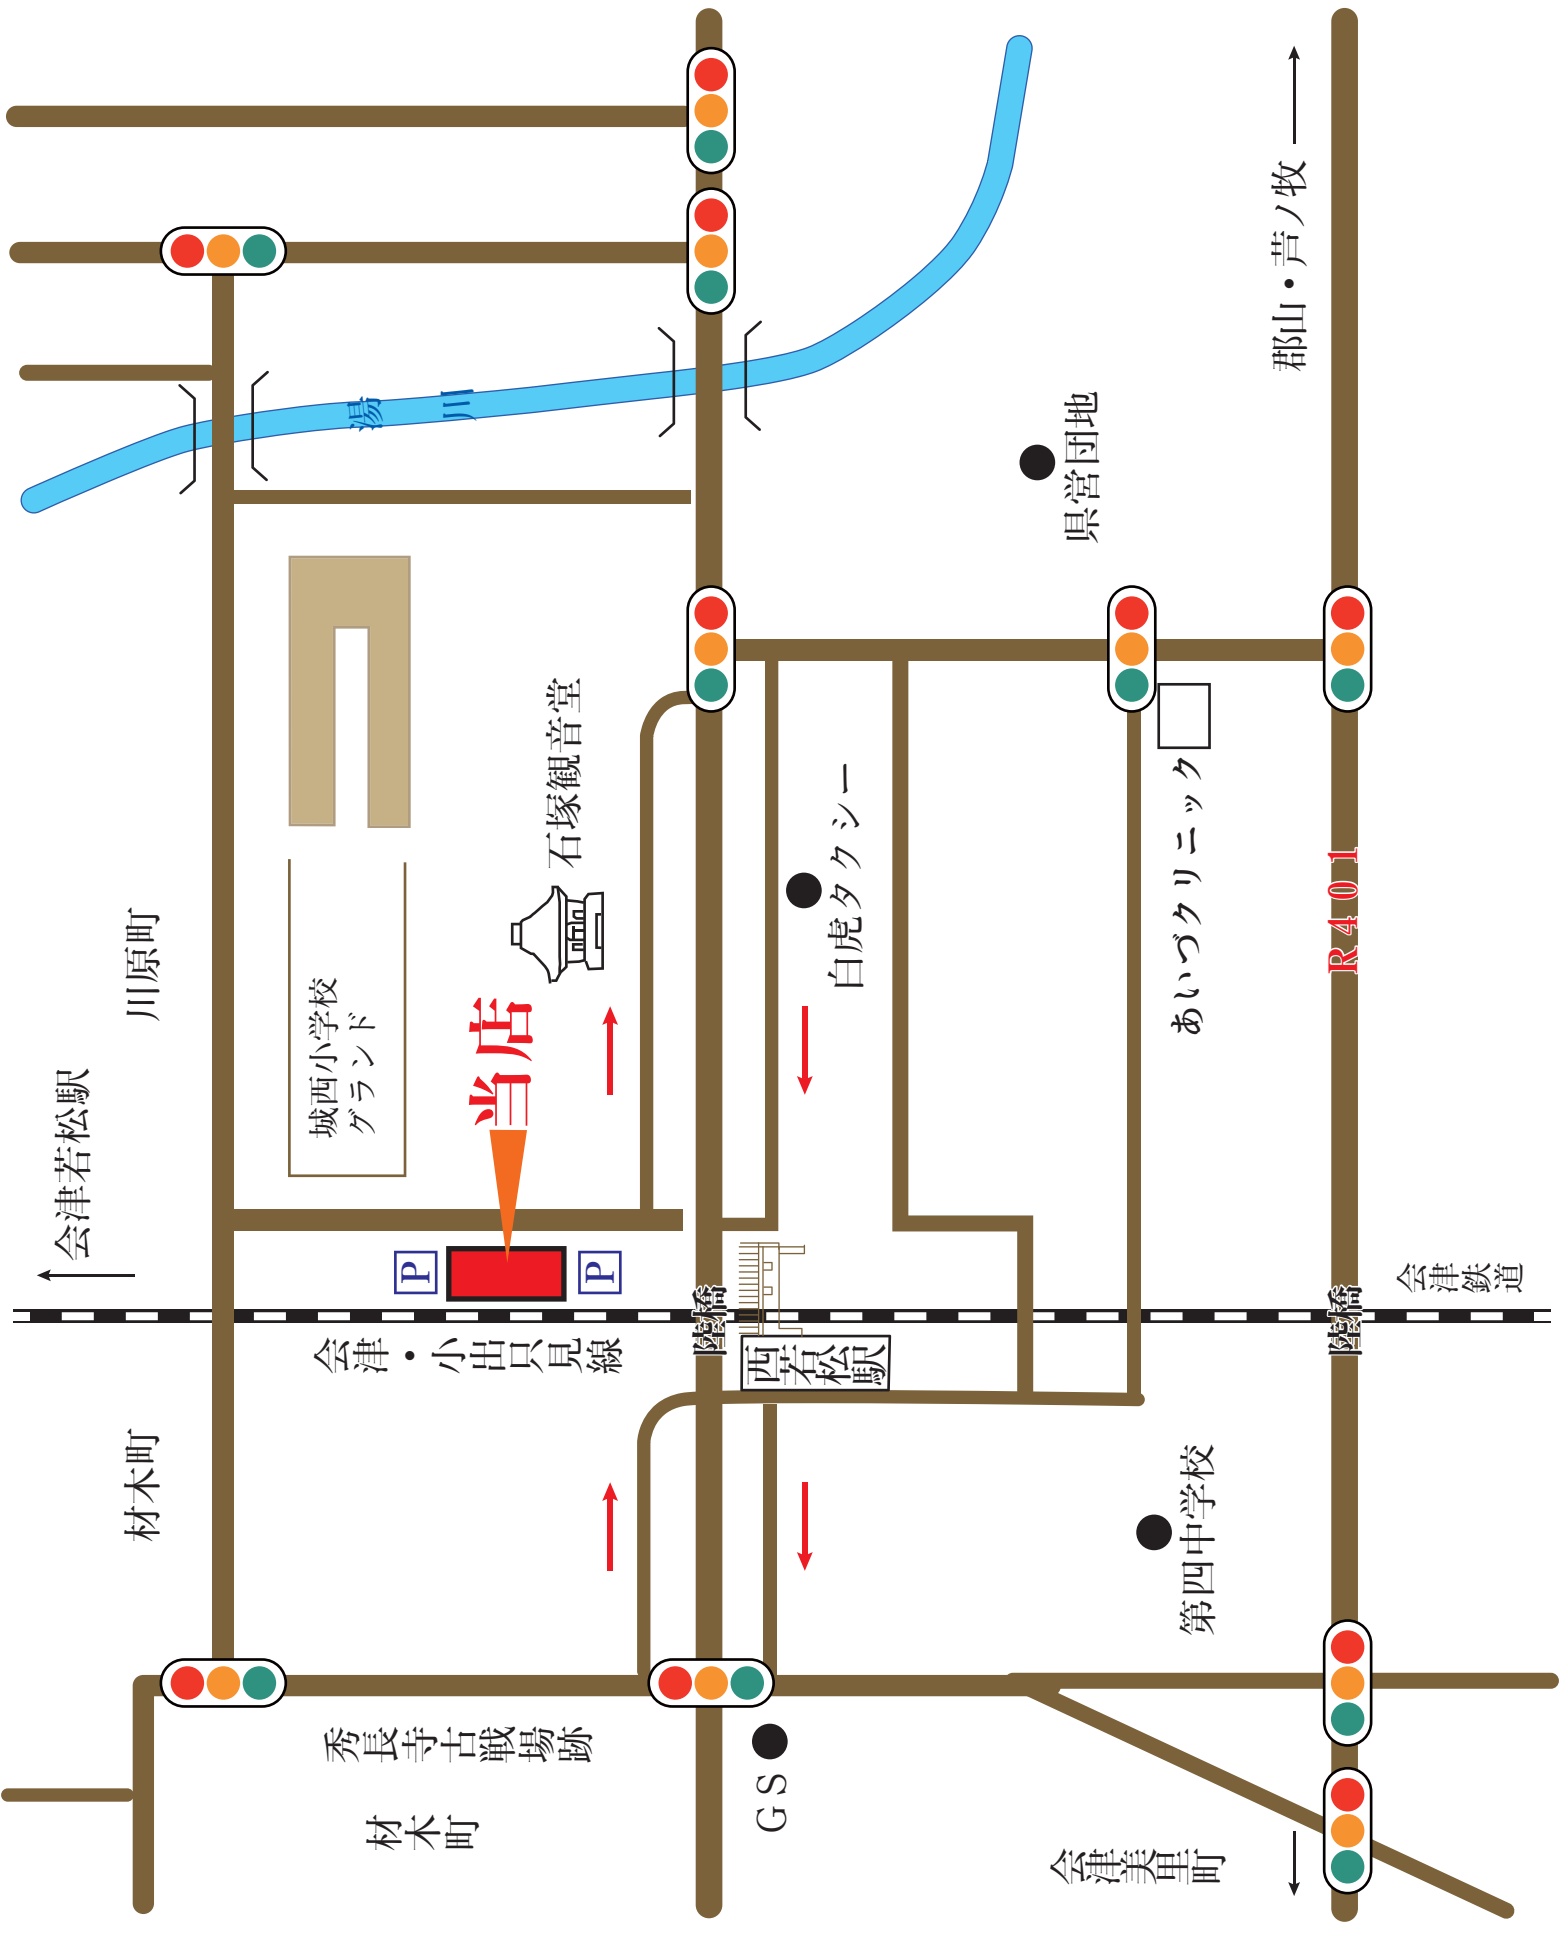 会津若松駅
材木町
川原町
城西小学校
グランド
湯川
秀長寺古戦場跡
材木町
会津・小出只見線
P
P
当店
石塚観音堂
陸橋
西若松駅
GS
白虎タクシー
県営団地
会津美里町
第四中学校
あいづクリニック
郡山・芦ノ牧
陸橋
R401
会津鉄道